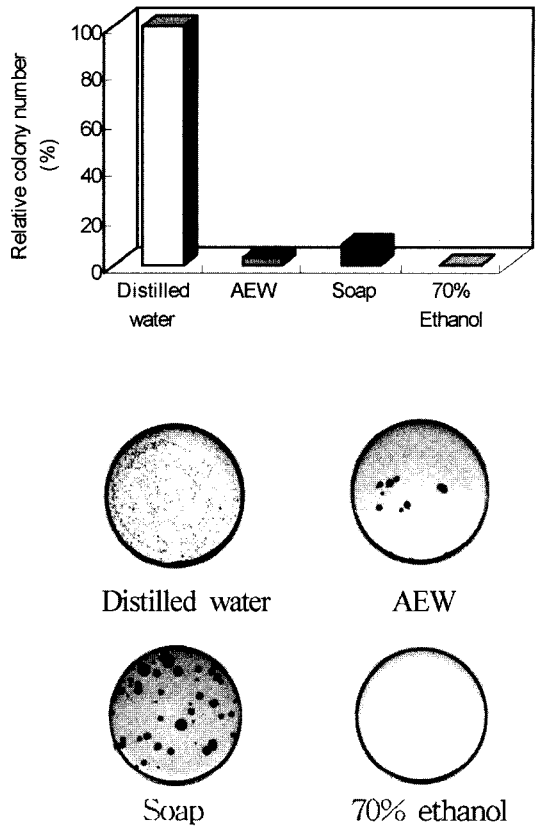 Relative colony number
(%)
100
80
60
40
20
0
Distilled
water
AEW
Soap
70%
Ethanol
Distilled water
AEW
Soap
70% ethanol